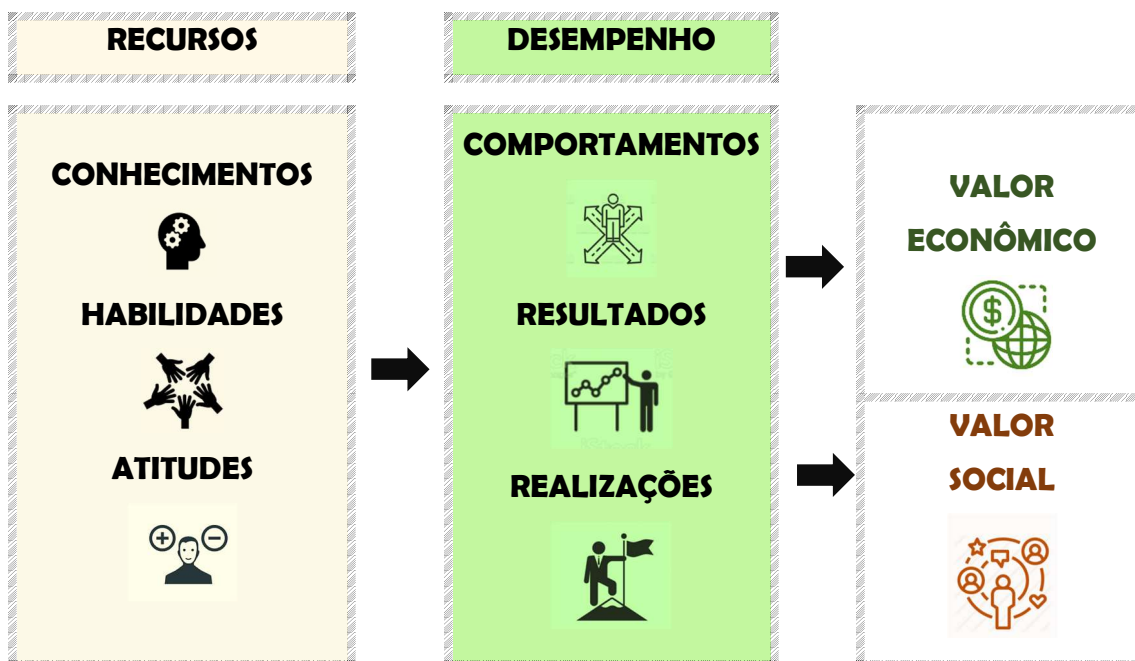 RECURSOS
DESEMPENHO
CONHECIMENTOS
HABILIDADES
ATITUDES
COMPORTAMENTOS
RESULTADOS
REALIZAÇÕES
VALOR
ECONÔMICO
$
VALOR
SOCIAL